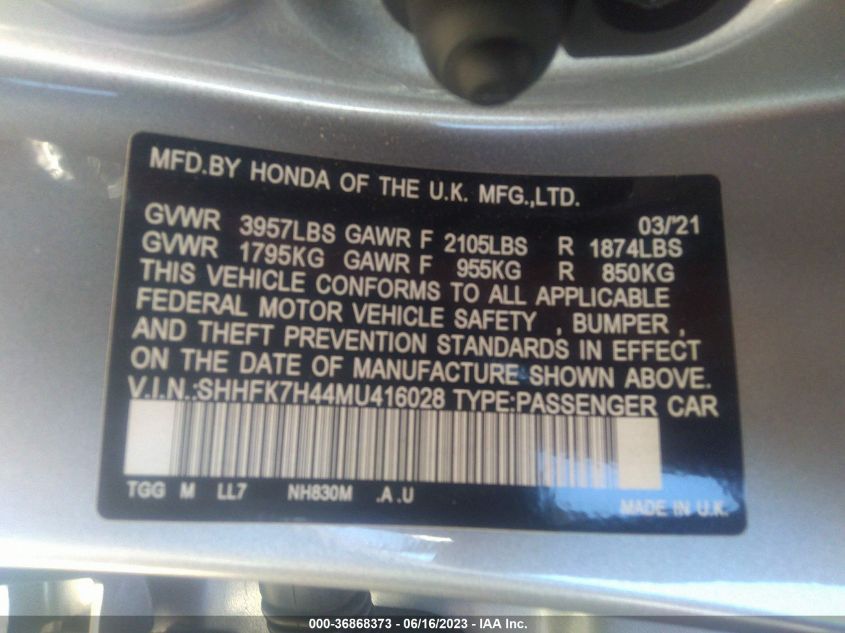 MFD.BY HONDA OF THE U.K. MFG.,LTD.
03/'21
GVWR 3957LBS GAWR F 2105LBS R 1874LBS
GVWR 1795KG GAWR F 955KG R 850KG
THIS VEHICLE CONFORMS TO ALL APPLICABLE
FEDERAL MOTOR VEHICLE SAFETY , BUMPER ,
AND THEFT PREVENTION STANDARDS IN EFFECT
ON THE DATE OF MANUFACTURE SHOWN ABOVE.
V.I.N.:SHHFK7H44MU416028 TYPE:PASSENGER CAR
TGG M LL7 NH830M .A .U
MADE IN U.K.
000-36868373 - 06/16/2023 - IAA Inc.